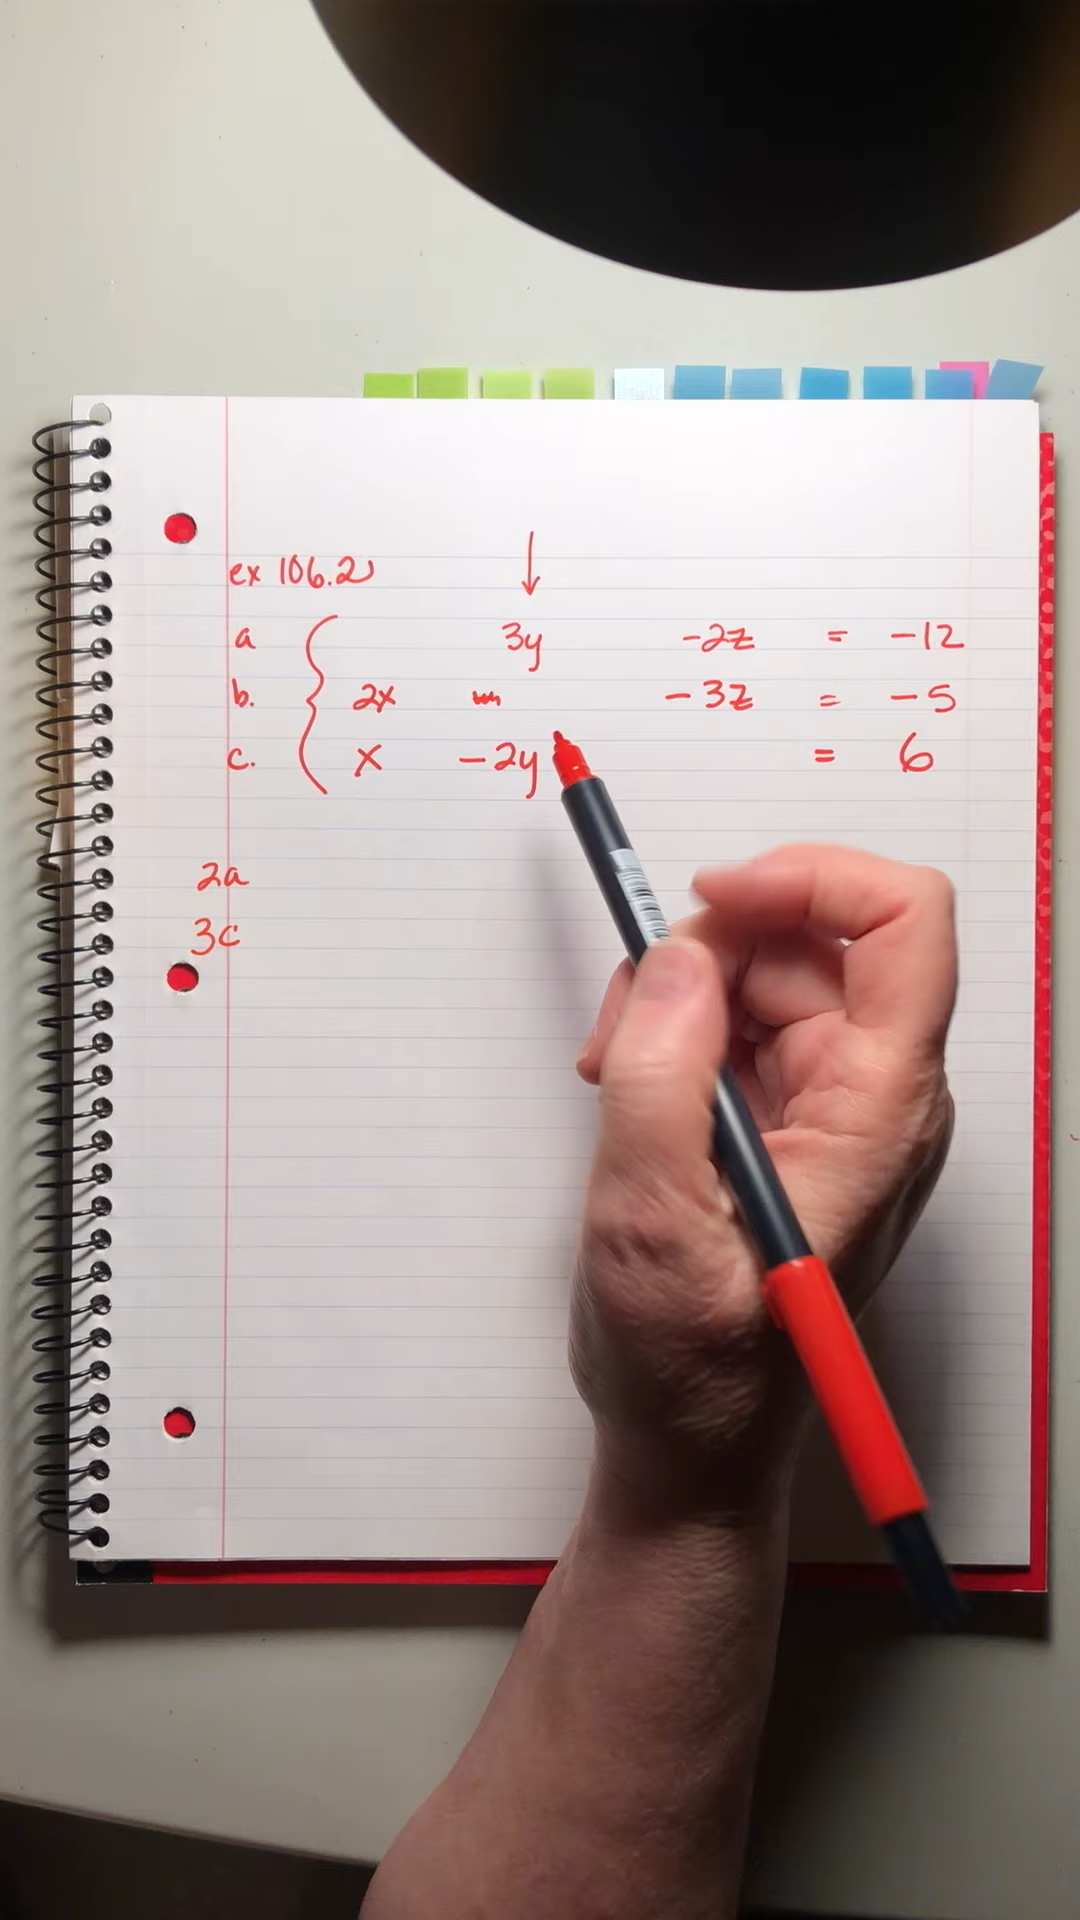 ex 106.2
a 3y -2z = -12
b. 2x -3z = -5
c. x -2y = 6
2a
3c